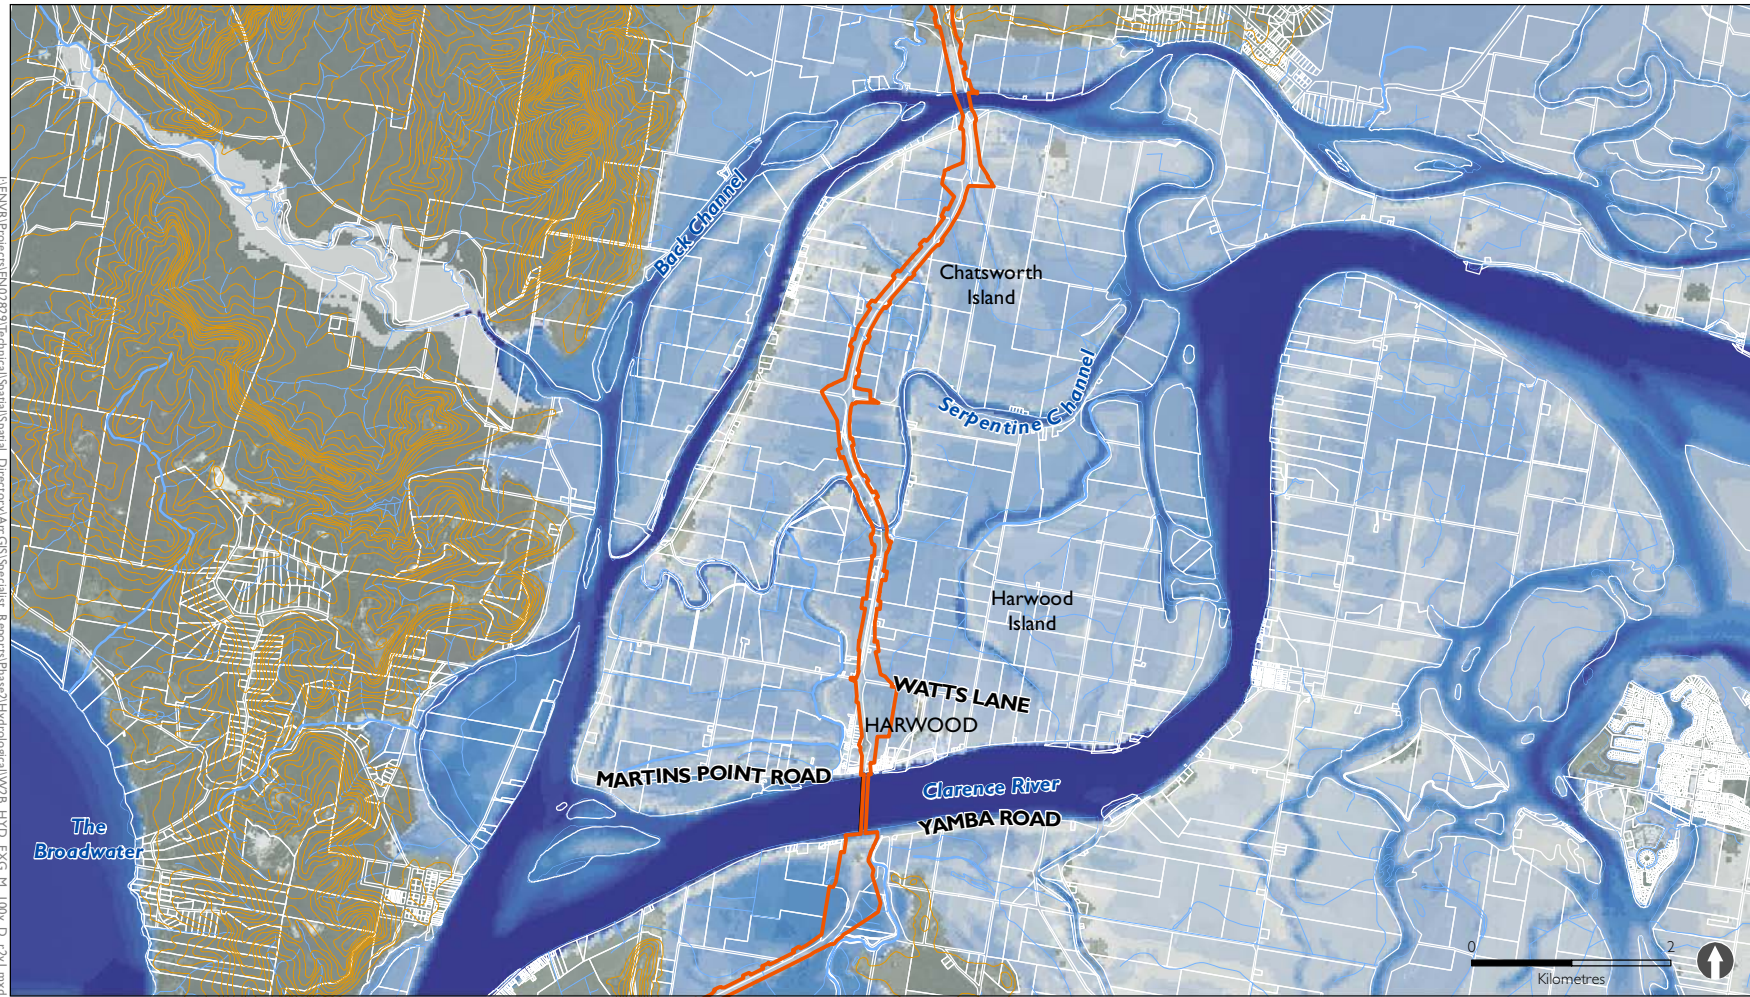 Back Channel
Chatsworth
Island
Serpentine Channel
Harwood
Island
WATTS LANE
HARWOOD
MARTINS POINT ROAD
Clarence River
YAMBA ROAD
The
Broadwater
0 2
Kilometres